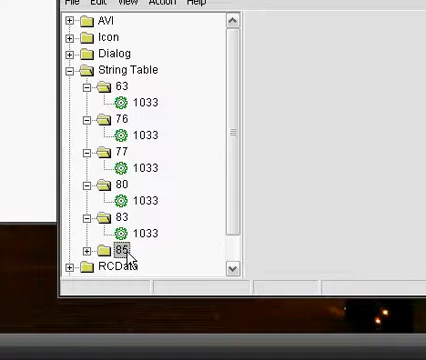 File Edit View Action Help
AVI
Icon
Dialog
String Table
63
1033
76
1033
77
1033
80
1033
83
1033
85
RCData